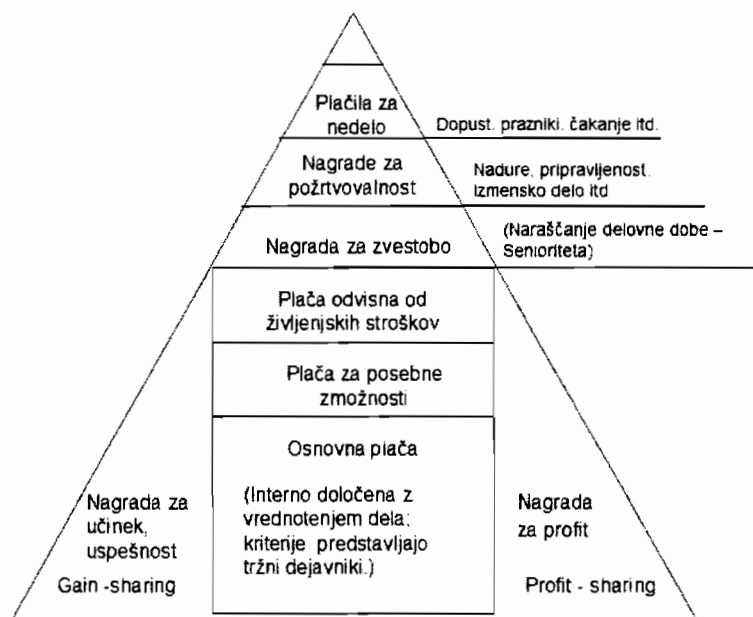 Plačila za
nedelo
Dopust. prazniki. čakanje itd.
Nagrade za
požrtvovalnost
Nadure, pripravljenost.
Izmensko delo itd
Nagrada za zvestobo
(Naraščanje delovne dobe –
Senioriteta)
Plača odvisna od
življenjskih stroškov
Plača za posebne
zmožnosti
Osnovna plača
(Interno določena z
vrednotenjem dela;
kriterije predstavljajo
tržni dejavniki.)
Nagrada za
učinek,
uspešnost
Gain -sharing
Nagrada
za profit
Profit - sharing